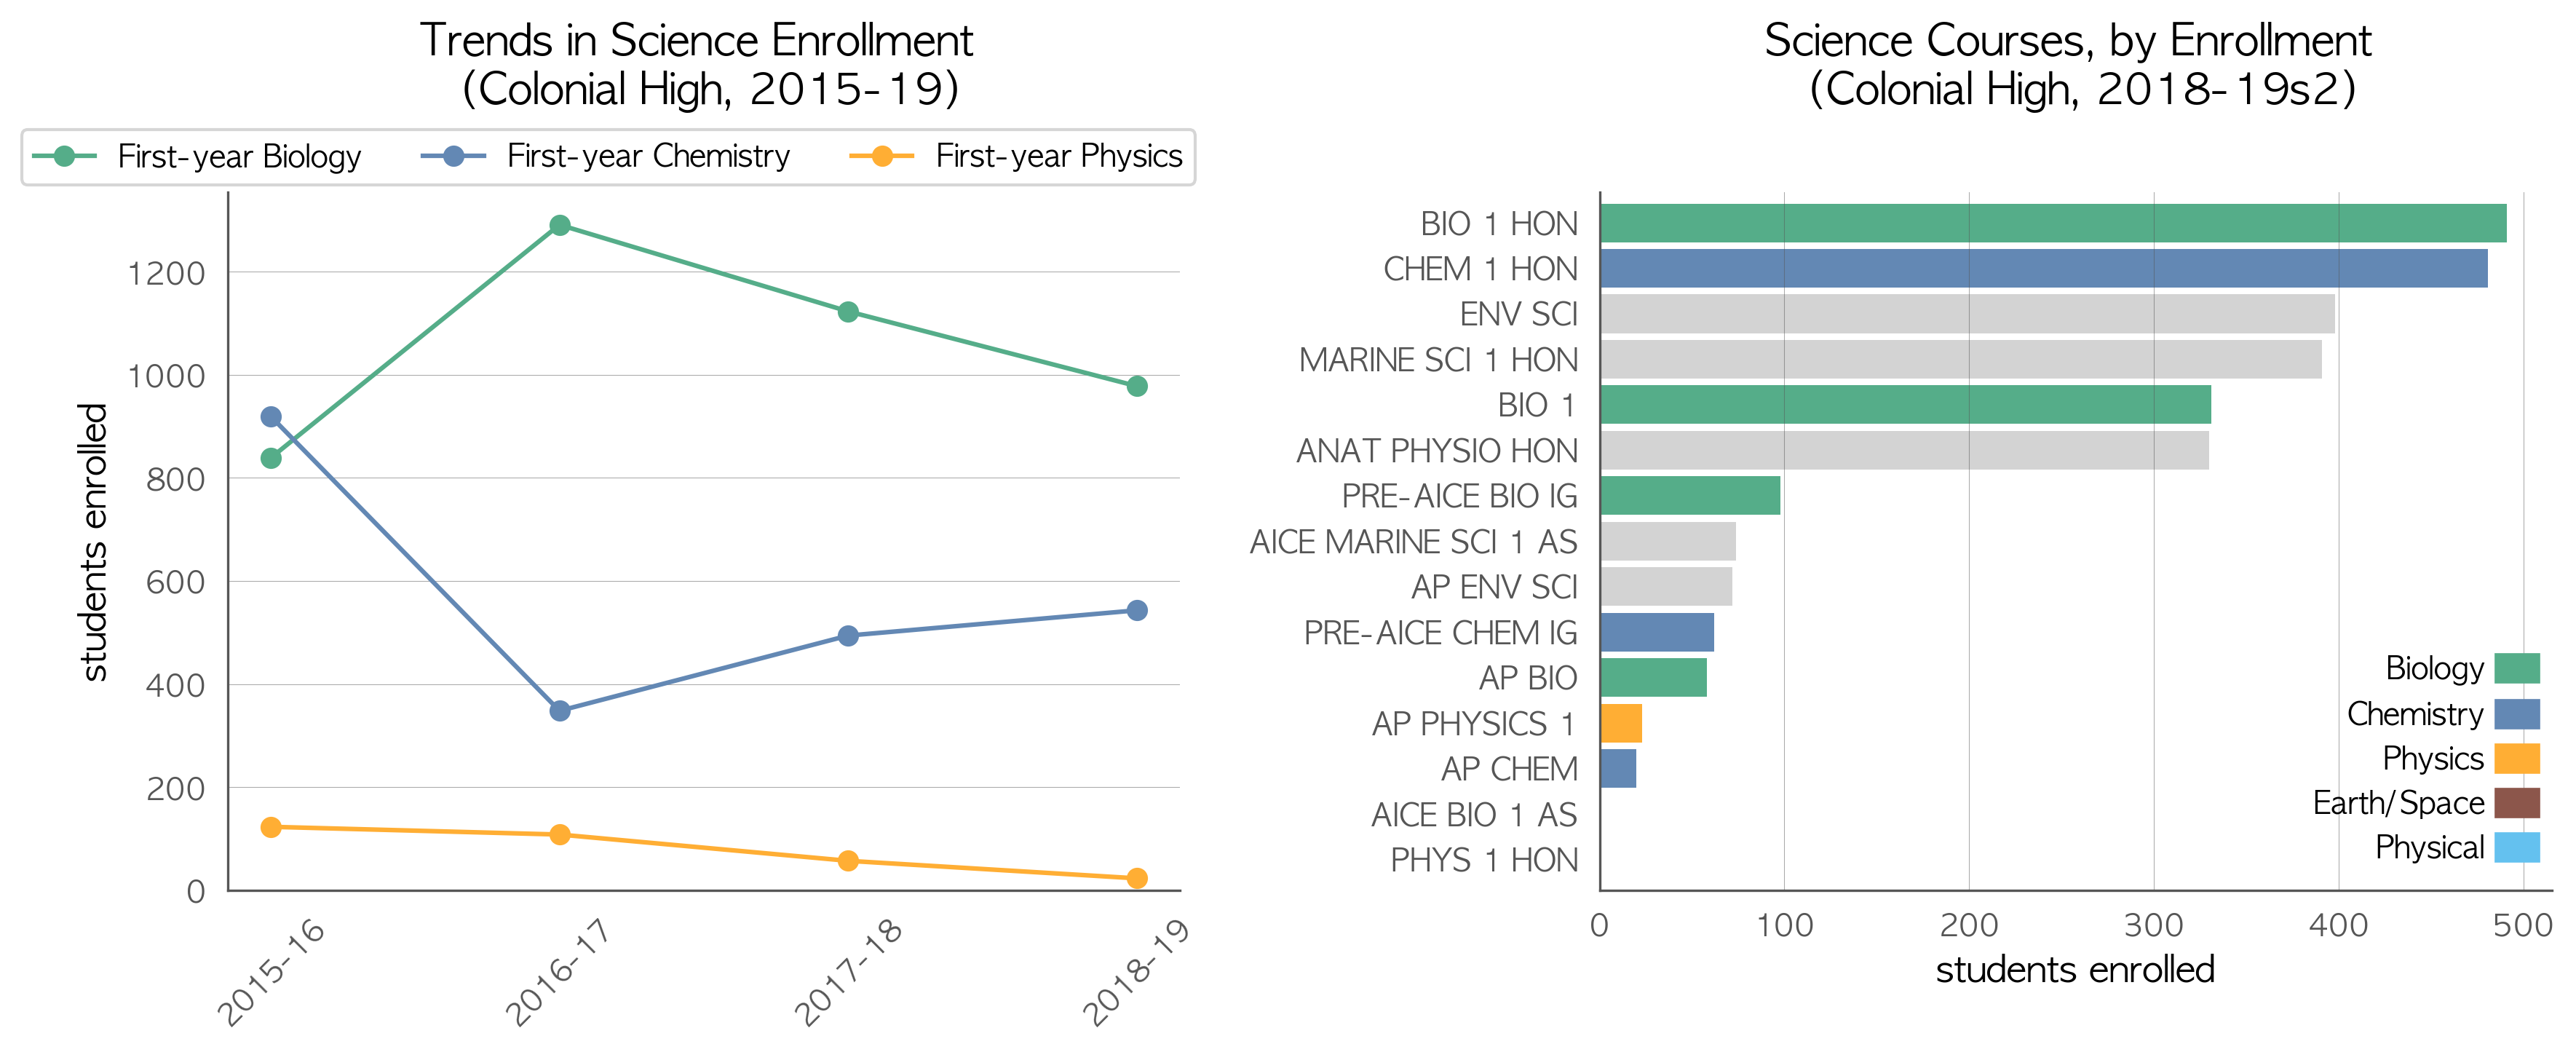 Trends in Science Enrollment
(Colonial High, 2015-19)
First-year Biology
First-year Chemistry
First-year Physics
students enrolled
1200
1000
800
600
400
200
0
2015-16
2016-17
2017-18
2018-19
Science Courses, by Enrollment
(Colonial High, 2018-19s2)
BIO 1 HON
CHEM 1 HON
ENV SCI
MARINE SCI 1 HON
BIO 1
ANAT PHYSIO HON
PRE-AICE BIO IG
AICE MARINE SCI 1 AS
AP ENV SCI
PRE-AICE CHEM IG
AP BIO
AP PHYSICS 1
AP CHEM
AICE BIO 1 AS
PHYS 1 HON
Biology
Chemistry
Physics
Earth/Space
Physical
0
100
200
300
400
500
students enrolled